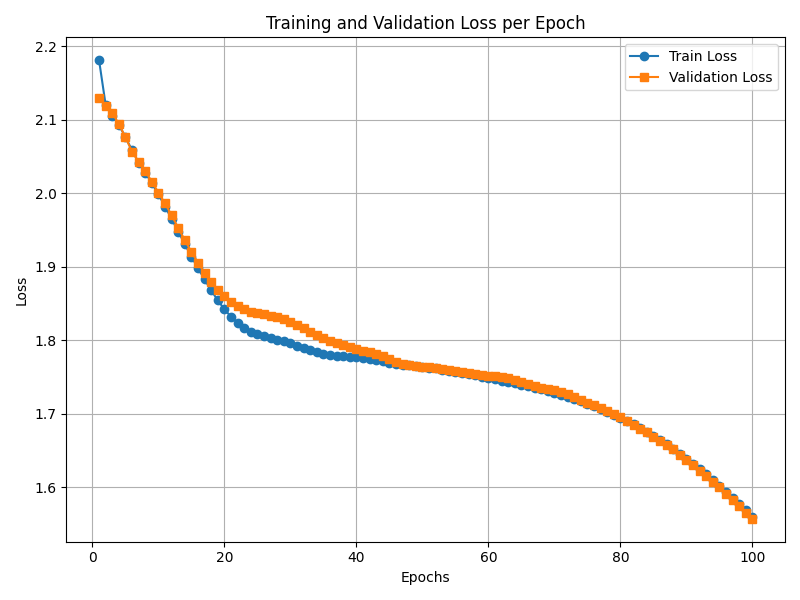 Training and Validation Loss per Epoch
Train Loss
Validation Loss
2.2
2.1
2.0
1.9
1.8
1.7
1.6
Loss
0 20 40 60 80 100
Epochs